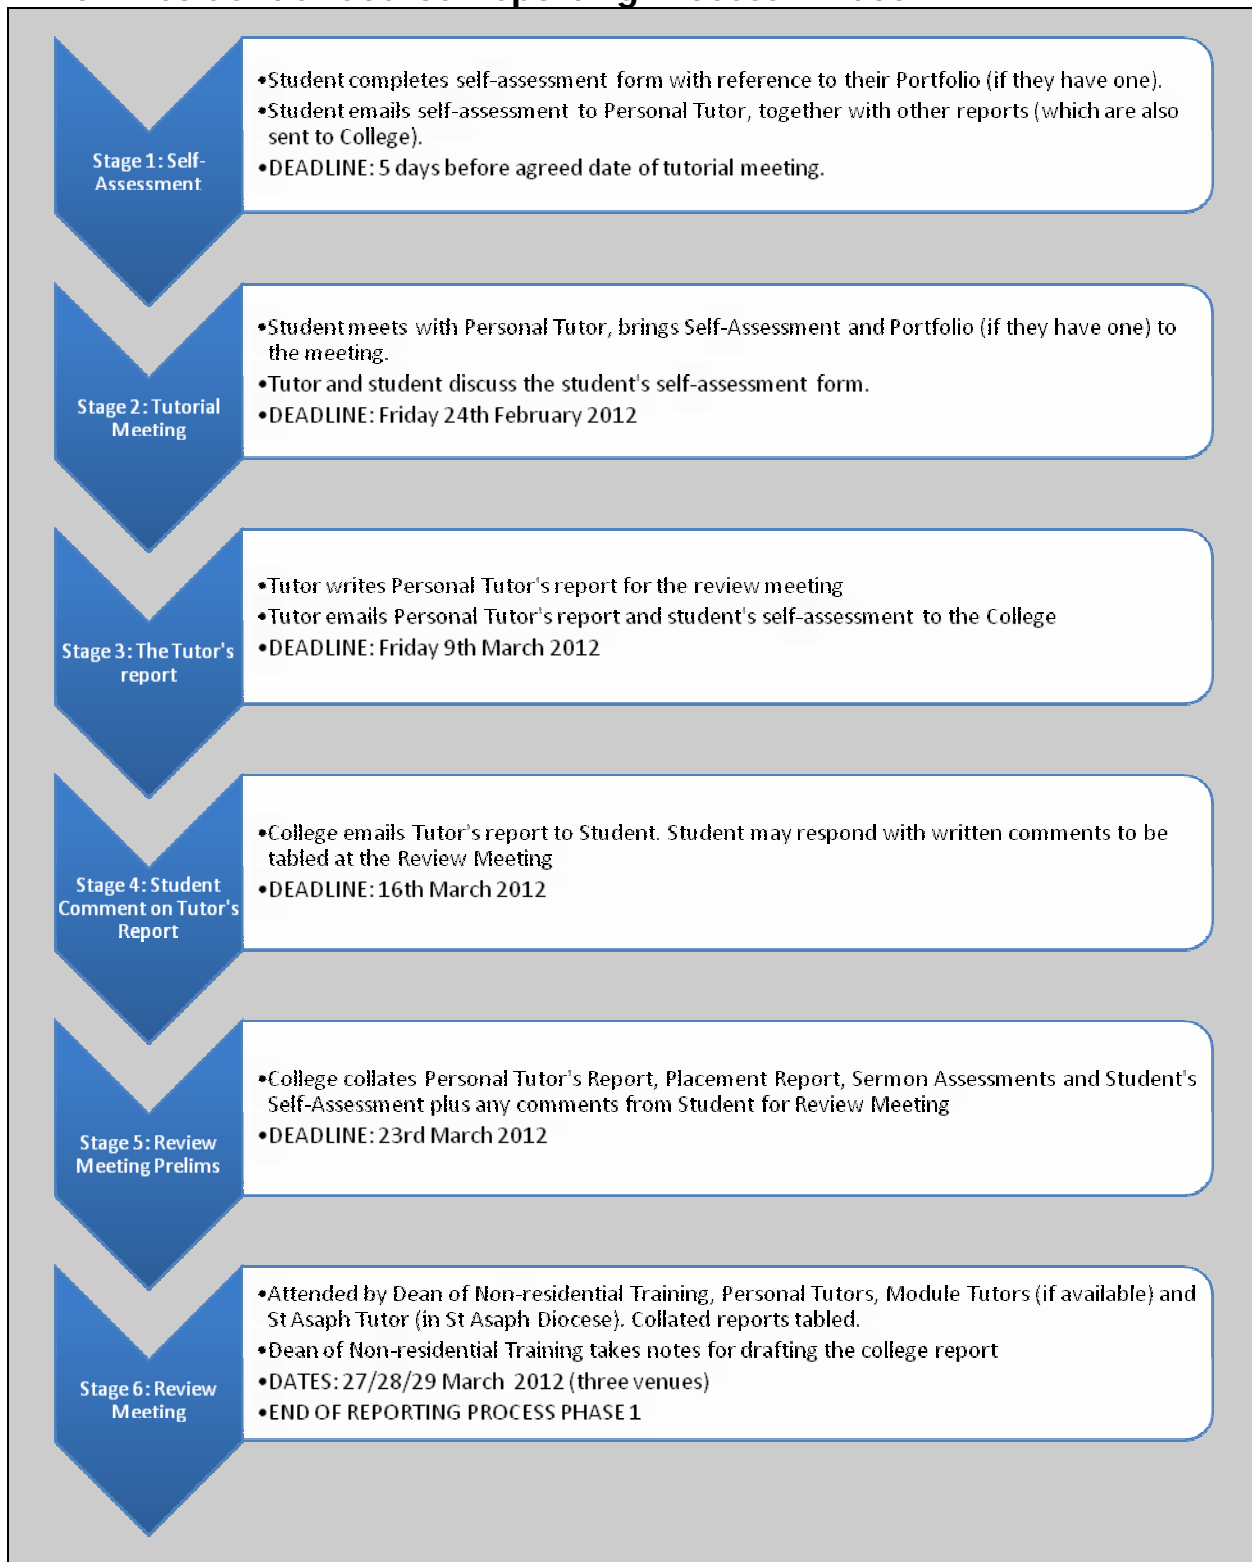 Stage 1: Self-
Assessment
•Student completes self-assessment form with reference to their Portfolio (if they have one).
•Student emails self-assessment to Personal Tutor, together with other reports (which are also
sent to College).
•DEADLINE: 5 days before agreed date of tutorial meeting.
Stage 2: Tutorial
Meeting
•Student meets with Personal Tutor, brings Self-Assessment and Portfolio (if they have one) to
the meeting.
•Tutor and student discuss the student's self-assessment form.
•DEADLINE: Friday 24th February 2012
Stage 3: The Tutor's
report
•Tutor writes Personal Tutor's report for the review meeting
•Tutor emails Personal Tutor's report and student's self-assessment to the College
•DEADLINE: Friday 9th March 2012
Stage 4: Student
Comment on Tutor's
Report
•College emails Tutor's report to Student. Student may respond with written comments to be
tabled at the Review Meeting
•DEADLINE: 16th March 2012
Stage 5: Review
Meeting Prelims
•College collates Personal Tutor's Report, Placement Report, Sermon Assessments and Student's
Self-Assessment plus any comments from Student for Review Meeting
•DEADLINE: 23rd March 2012
Stage 6: Review
Meeting
•Attended by Dean of Non-residential Training, Personal Tutors, Module Tutors (if available) and
St Asaph Tutor (in St Asaph Diocese). Collated reports tabled.
•Dean of Non-residential Training takes notes for drafting the college report
•DATES: 27/28/29 March 2012 (three venues)
•END OF REPORTING PROCESS PHASE 1